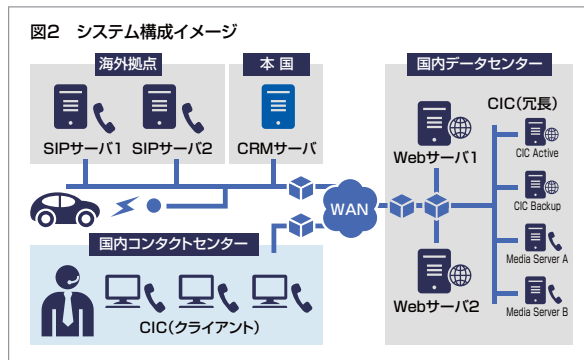 図2 システム構成イメージ
海外拠点
本国
国内データセンター
SIPサーバ1
SIPサーバ2
CRMサーバ
Webサーバ1
CIC(冗長)
CIC Active
CIC Backup
WAN
国内コンタクトセンター
Media Server A
CIC(クライアント)
Webサーバ2
Media Server B